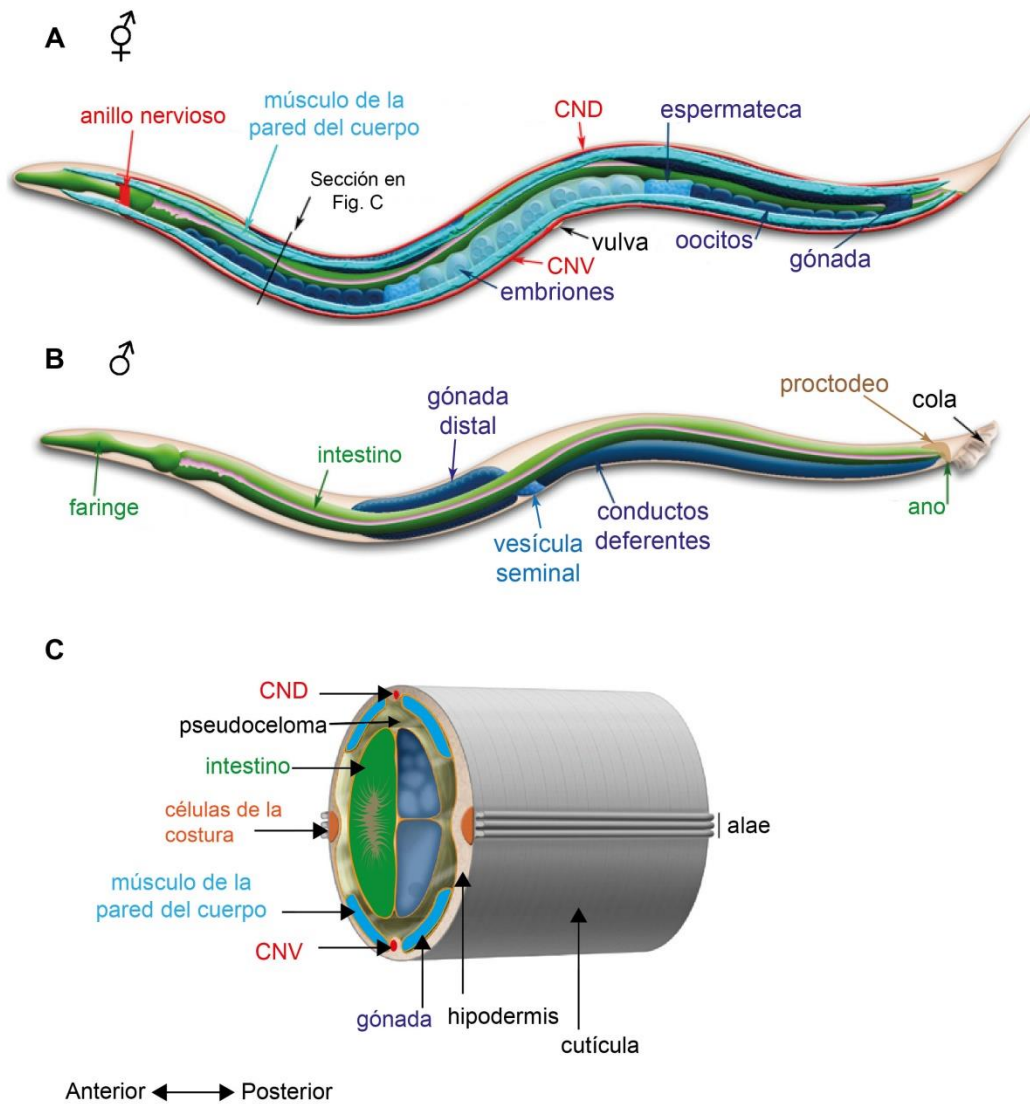 A
⚥
anillo nervioso
músculo de la
pared del cuerpo
Sección en
Fig. C
CND
espermateca
vulva
CNV
embriones
oocitos
gónada
B
♂
gónada
distal
intestino
faringe
vesícula
seminal
conductos
deferentes
proctodeo
cola
ano
C
CND
pseudoceloma
intestino
células de la
costura
músculo de la
pared del cuerpo
CNV
gónada
hipodermis
cutícula
alae
Anterior Posterior